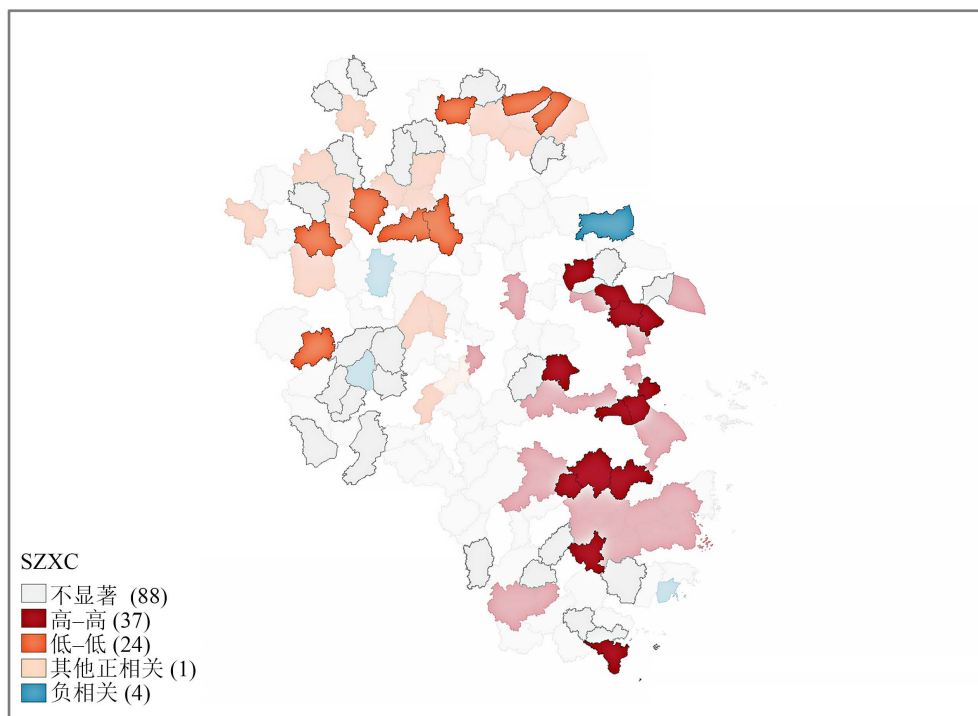 SZXC
不显著 (88)
高–高 (37)
低–低 (24)
其他正相关 (1)
负相关 (4)